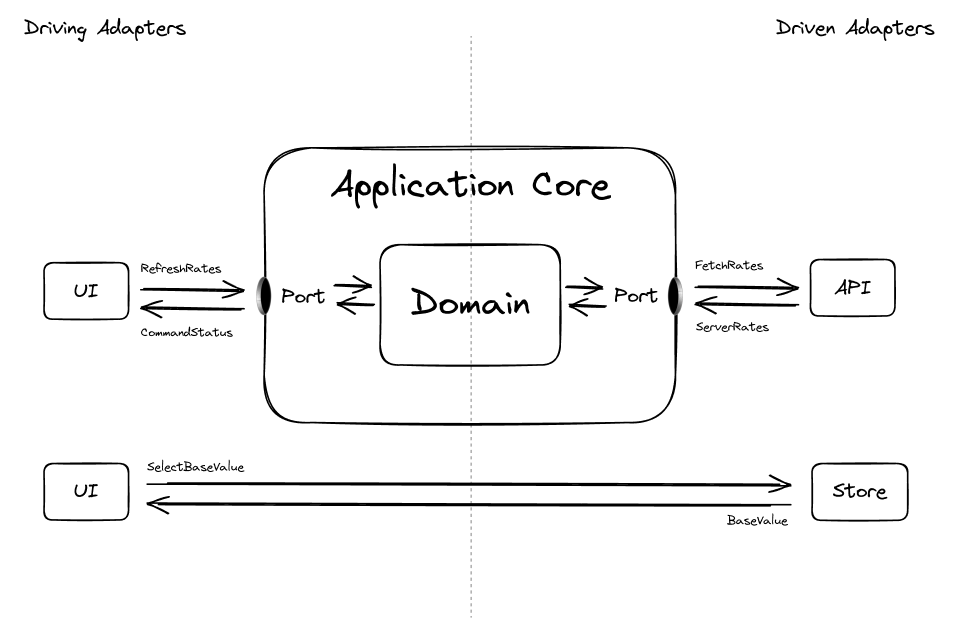 Driving Adapters
Driven Adapters
Application Core
UI
RefreshRates
CommandStatus
Port
Domain
Port
FetchRates
ServerRates
API
UI
SelectBaseValue
BaseValue
Store